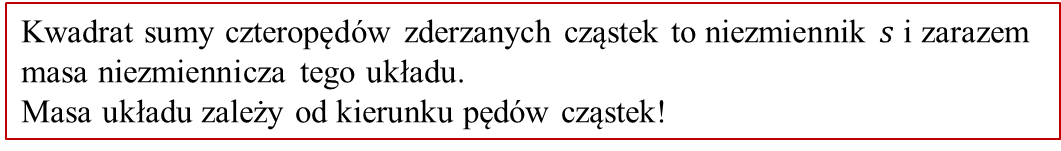 Kwadrat sumy czteropędów zderzanych cząstek to niezmiennik s i zarazem
masa niezmiennicza tego układu.
Masa układu zależy od kierunku pędów cząstek!